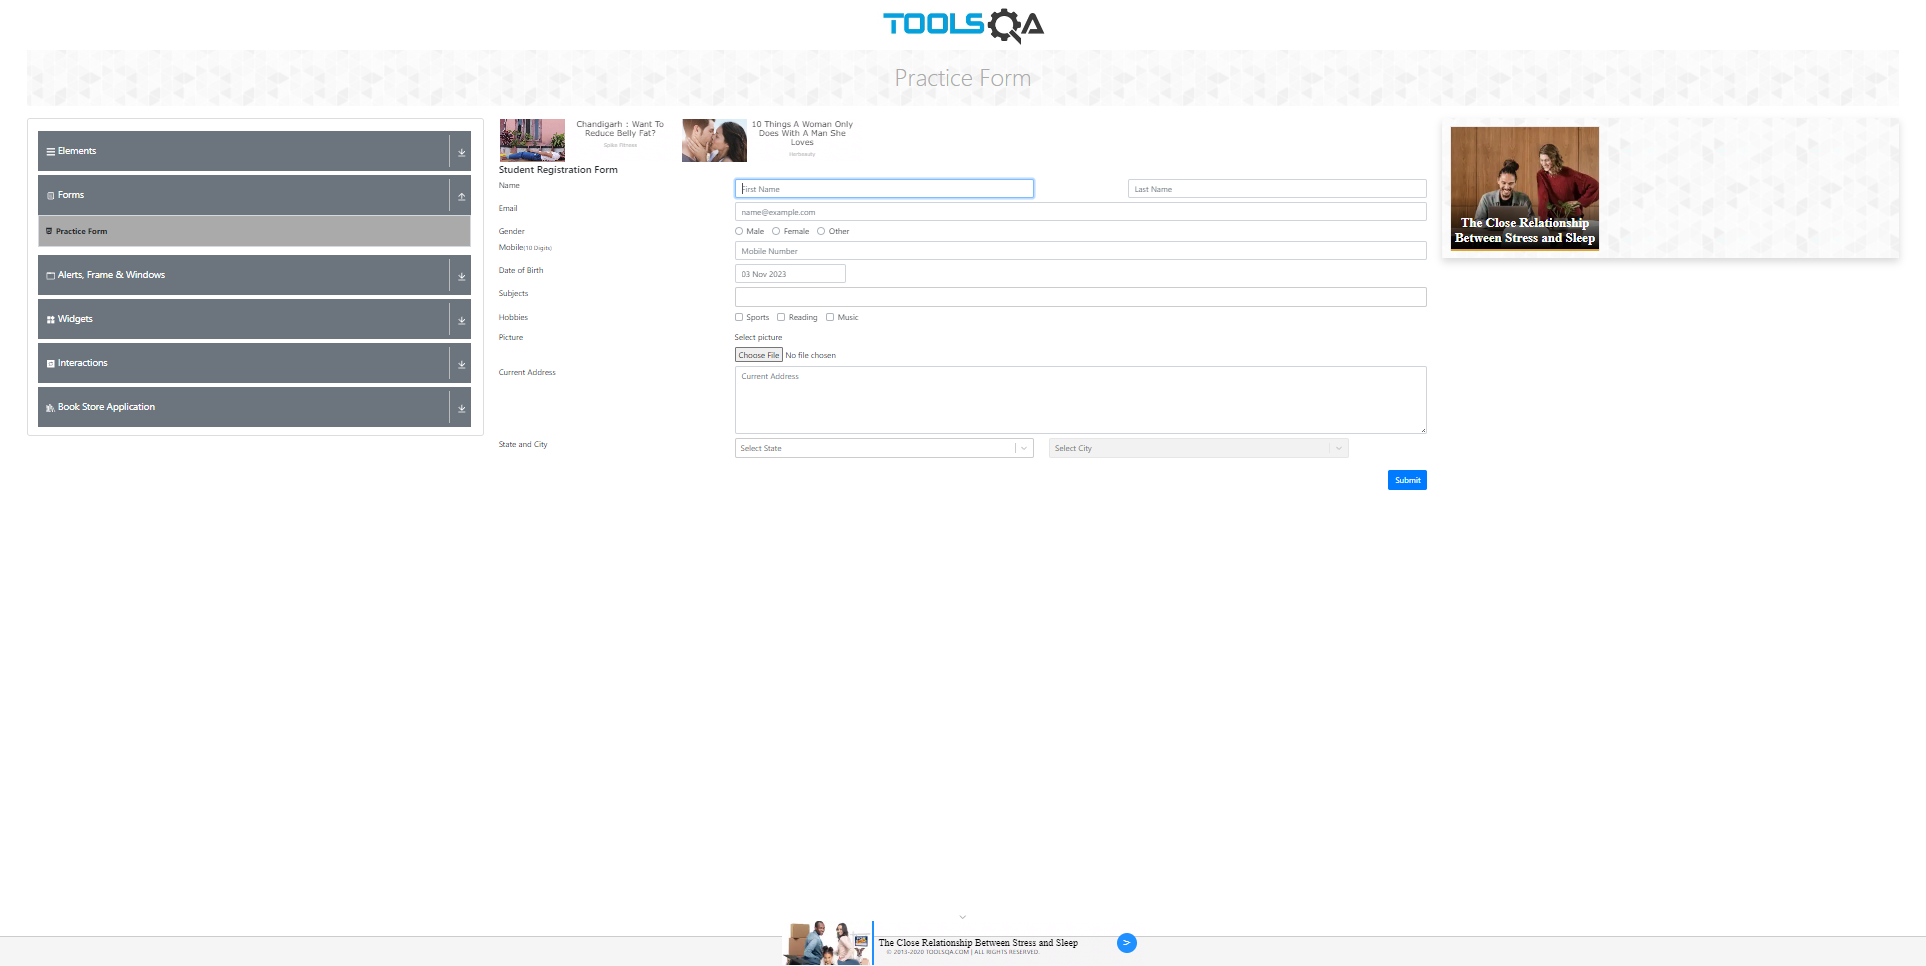 TOOLSQA
Practice Form
Elements
Forms
Practice Form
Alerts, Frame & Windows
Widgets
Interactions
Book Store Application
Chandigarh : Want To
Reduce Belly Fat?
Spike Fitness
10 Things A Woman Only
Does With A Man She
Loves
Herbeauty
Student Registration Form
Name
First Name
Last Name
Email
name@example.com
Gender
Male Female Other
Mobile(10 Digits)
Mobile Number
Date of Birth
03 Nov 2023
Subjects
Hobbies
Sports Reading Music
Picture
Select picture
Choose File No file chosen
Current Address
Current Address
State and City
Select State
Select City
Submit
The Close Relationship
Between Stress and Sleep
The Close Relationship Between Stress and Sleep
© 2013-2020 TOOLSQA.COM | ALL RIGHTS RESERVED.